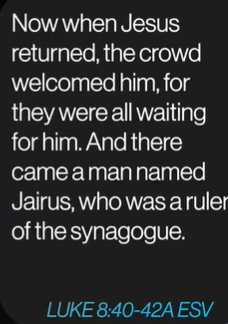 Now when Jesus
returned, the crowd
welcomed him, for
they were all waiting
for him. And there
came a man named
Jairus, who was a ruler
of the synagogue.
LUKE 8:40-42A ESV